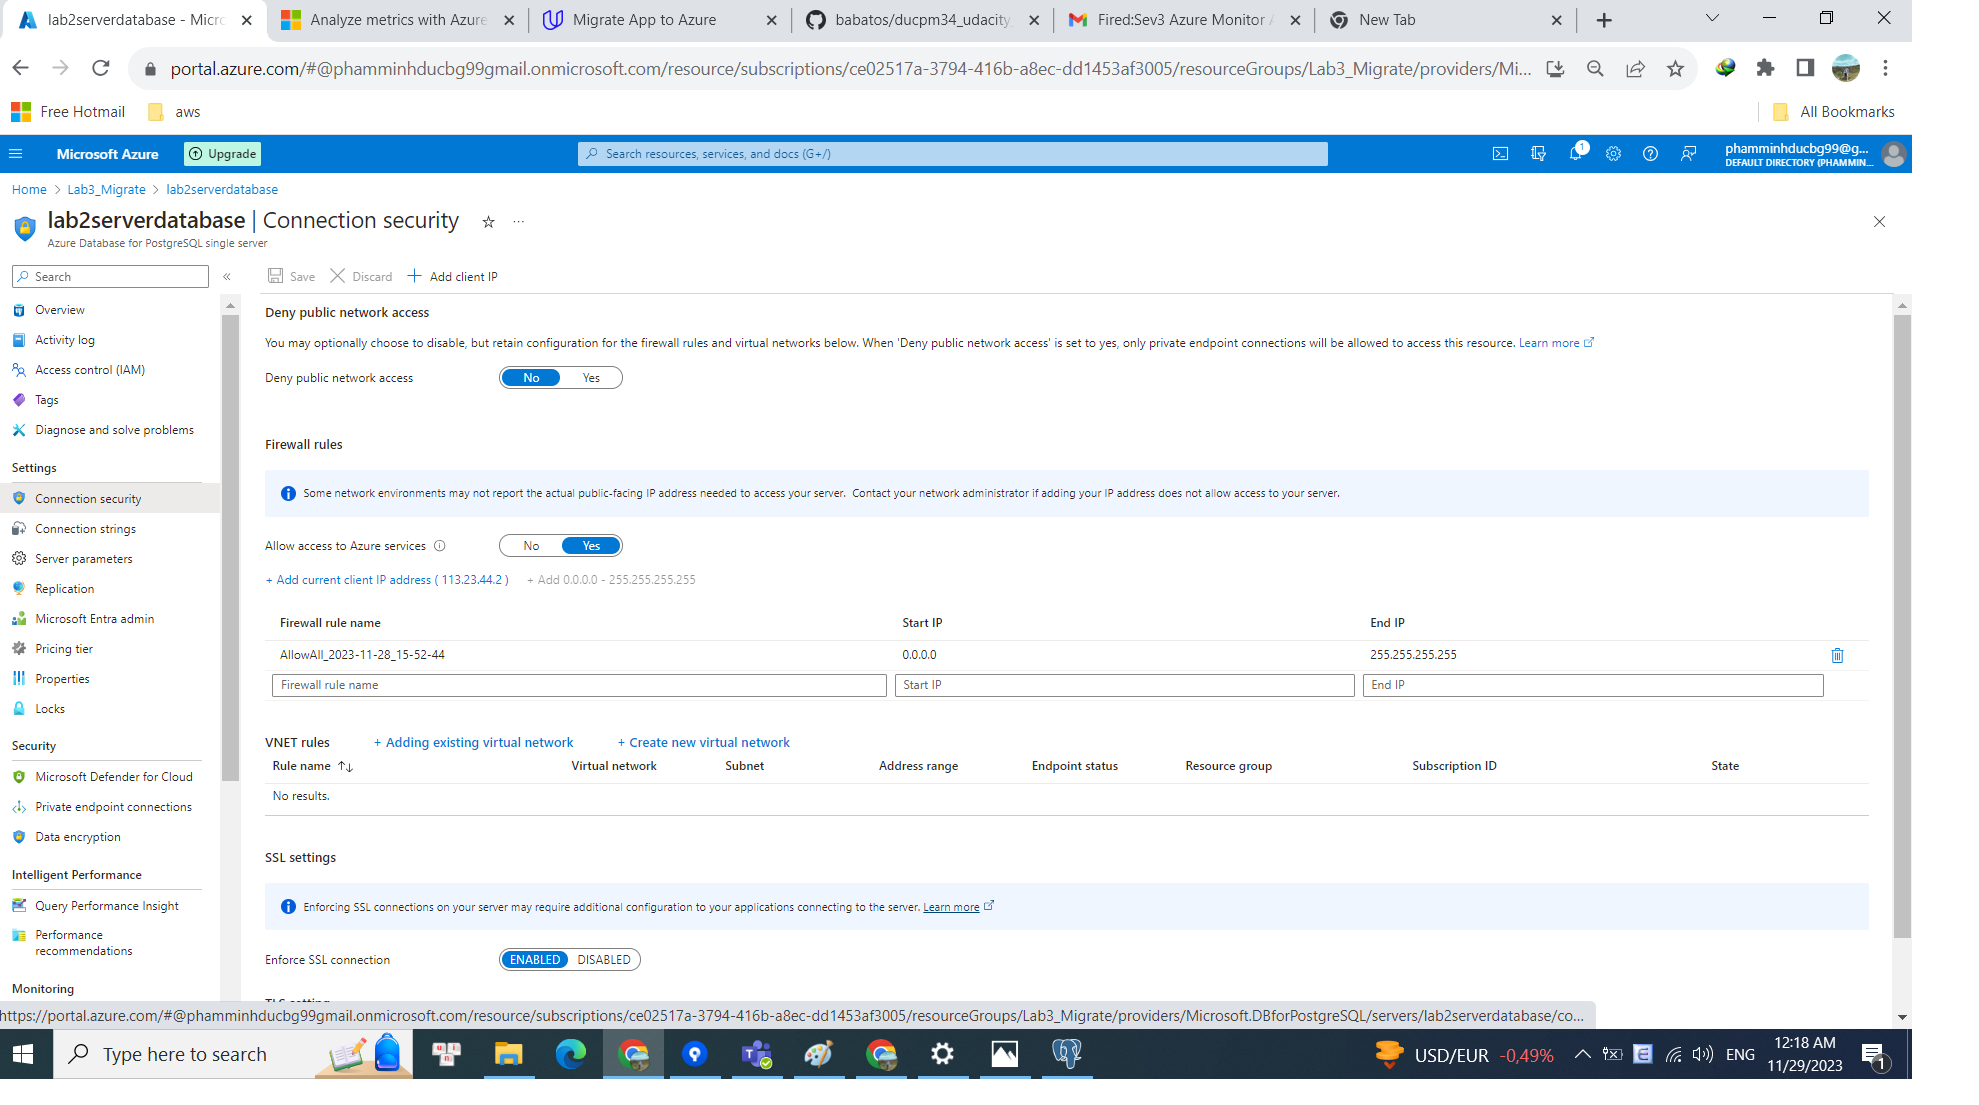 lab2serverdatabase - Micr
Analyze metrics with Azure
Migrate App to Azure
babatos/ducpm34_udacity
Fired:Sev3 Azure Monitor A
New Tab
portal.azure.com/#@phamminhducbg99gmail.onmicrosoft.com/resource/subscriptions/ce02517a-3794-416b-a8ec-dd1453af3005/resourceGroups/Lab3_Migrate/providers/Mi...
Free Hotmail
aws
All Bookmarks
Microsoft Azure
Upgrade
Search resources, services, and docs (G+/)
1
phamminhducbg99@g...
DEFAULT DIRECTORY (PHAMMIN...
Home > Lab3_Migrate > lab2serverdatabase
lab2serverdatabase | Connection security
Azure Database for PostgreSQL single server
Search
Save
Discard
Add client IP
Overview
Activity log
Access control (IAM)
Tags
Diagnose and solve problems
Settings
Connection security
Connection strings
Server parameters
Replication
Microsoft Entra admin
Pricing tier
Properties
Locks
Security
Microsoft Defender for Cloud
Private endpoint connections
Data encryption
Intelligent Performance
Query Performance Insight
Performance
recommendations
Monitoring
Deny public network access
You may optionally choose to disable, but retain configuration for the firewall rules and virtual networks below. When 'Deny public network access' is set to yes, only private endpoint connections will be allowed to access this resource. Learn more
Deny public network access No Yes
Firewall rules
Some network environments may not report the actual public-facing IP address needed to access your server. Contact your network administrator if adding your IP address does not allow access to your server.
Allow access to Azure services No Yes
+ Add current client IP address ( 113.23.44.2 ) + Add 0.0.0.0 - 255.255.255.255
Firewall rule name Start IP End IP
AllowAll_2023-11-28_15-52-44 0.0.0.0 255.255.255.255
Firewall rule name Start IP End IP
VNET rules + Adding existing virtual network + Create new virtual network
Rule name Virtual network Subnet Address range Endpoint status Resource group Subscription ID State
No results.
SSL settings
Enforcing SSL connections on your server may require additional configuration to your applications connecting to the server. Learn more
Enforce SSL connection ENABLED DISABLED
TLS setting
https://portal.azure.com/#@phamminhducbg99gmail.onmicrosoft.com/resource/subscriptions/ce02517a-3794-416b-a8ec-dd1453af3005/resourceGroups/Lab3_Migrate/providers/Microsoft.DBforPostgreSQL/servers/lab2serverdatabase/co...
Type here to search
USD/EUR -0,49%
ENG
12:18 AM
11/29/2023
1